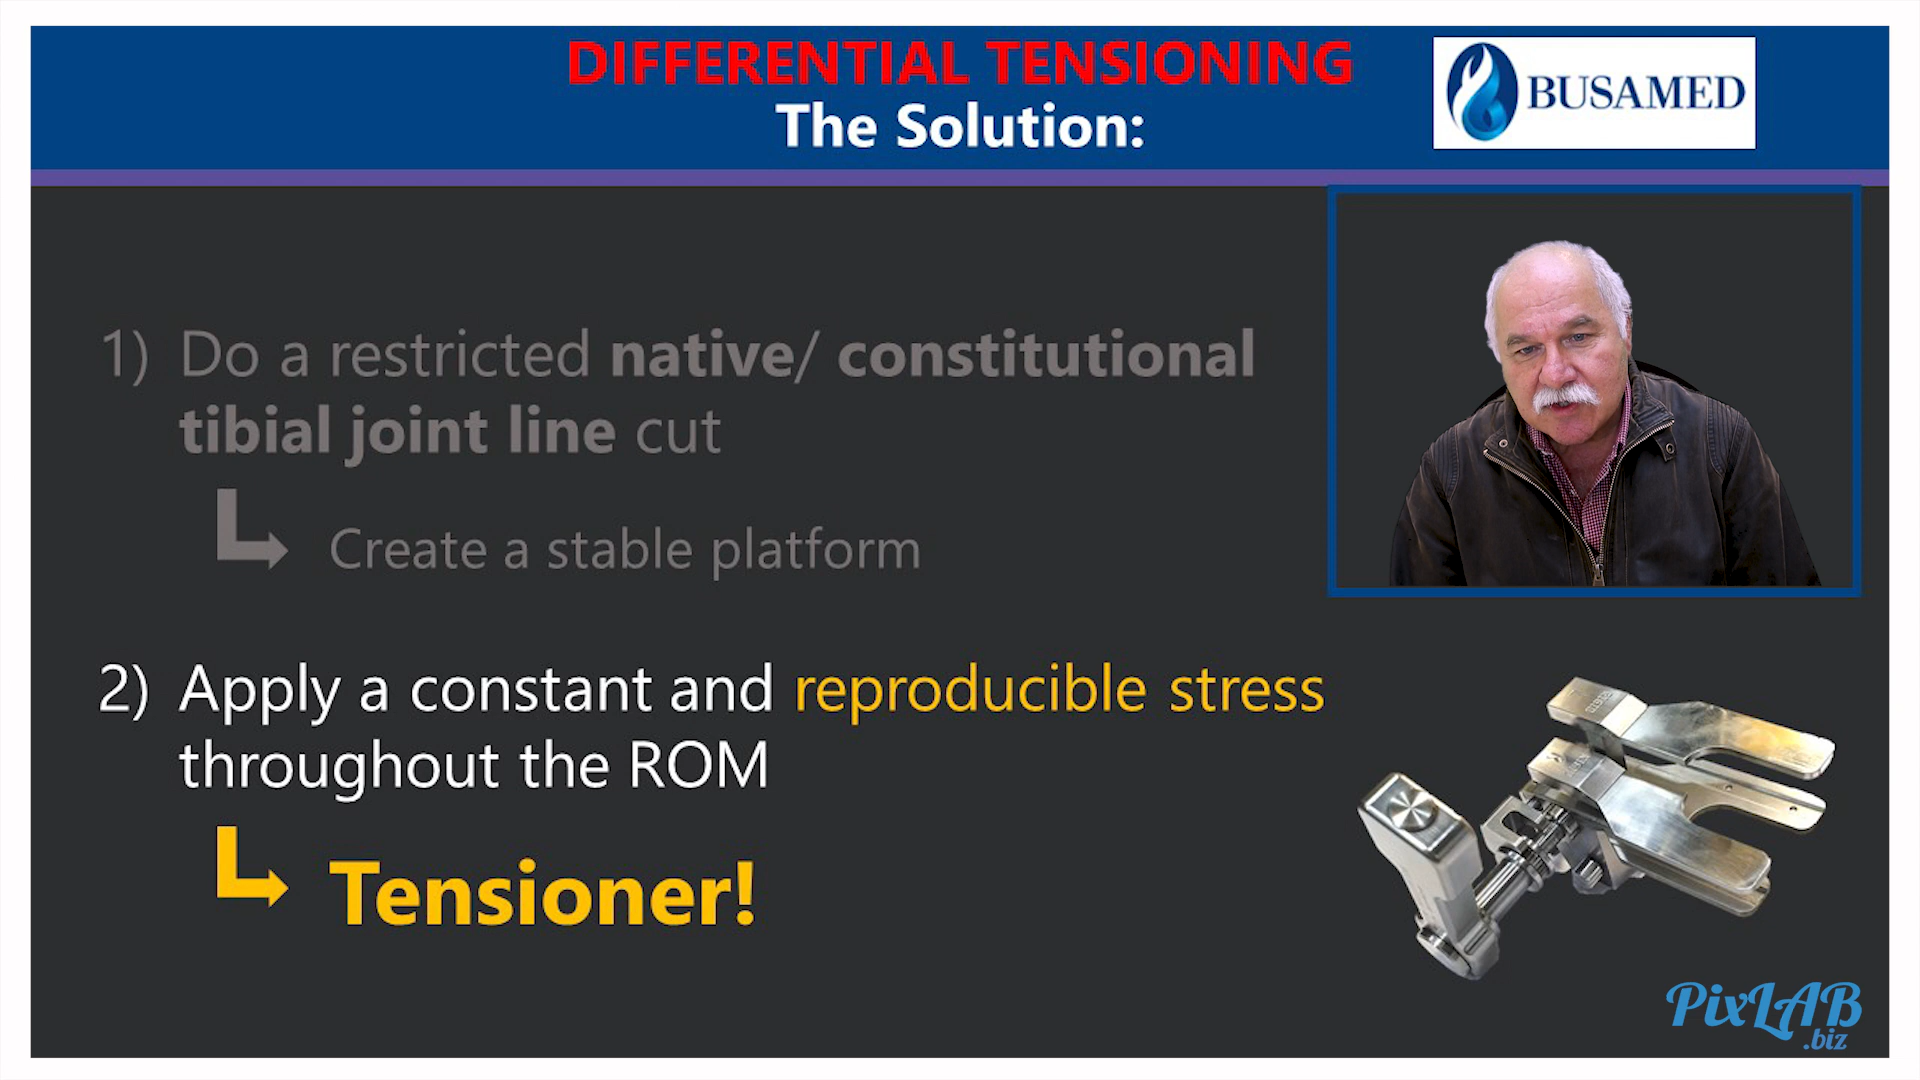 DIFFERENTIAL TENSIONING
The Solution:
BUSAMED
1) Do a restricted native/ constitutional
tibial joint line cut
Create a stable platform
2) Apply a constant and reproducible stress
throughout the ROM
Tensioner!
PixLAB
.biz